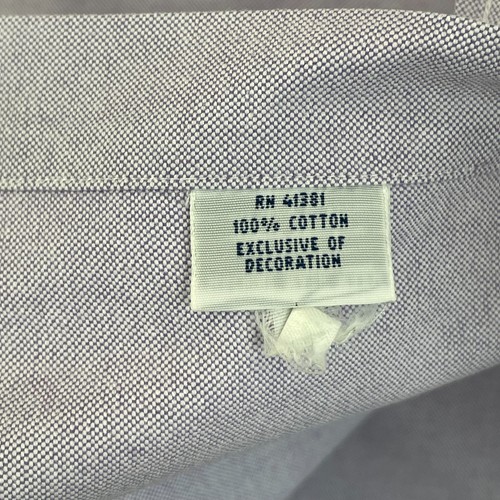 RN 41381
100% COTTON
EXCLUSIVE OF
DECORATION